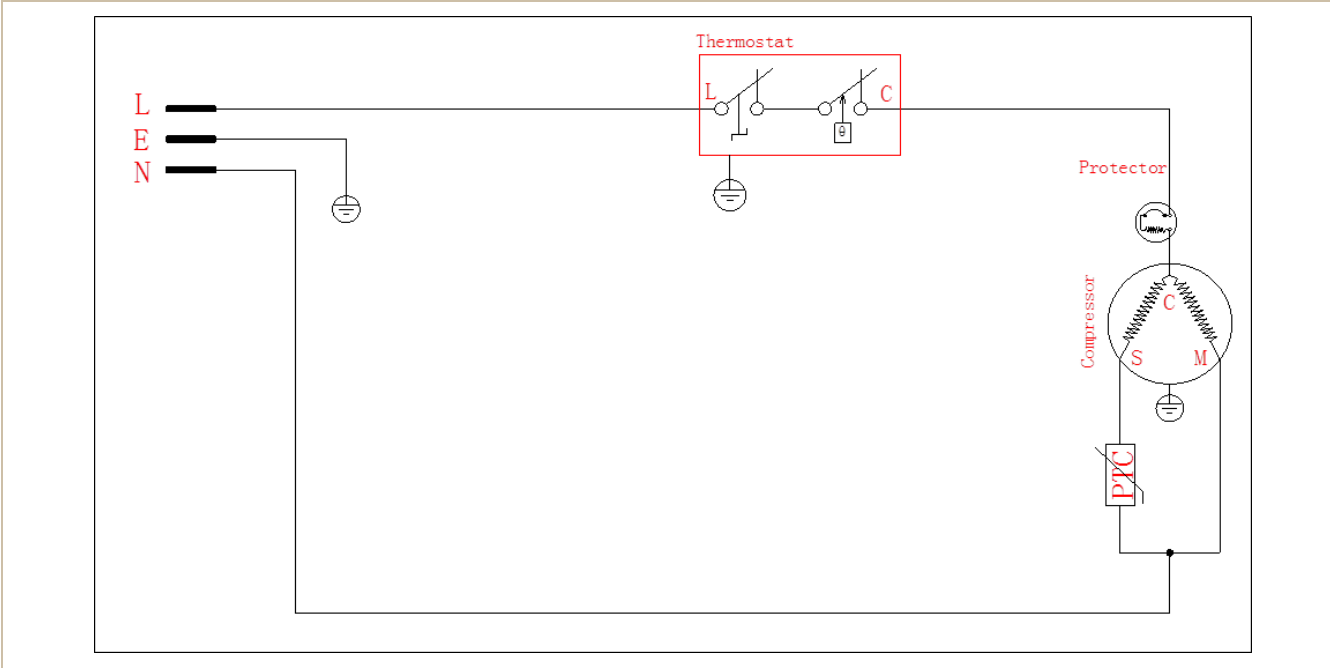 Thermostat
L
L
C
θ
E
N
Protector
Compressor
C
S
M
PTC